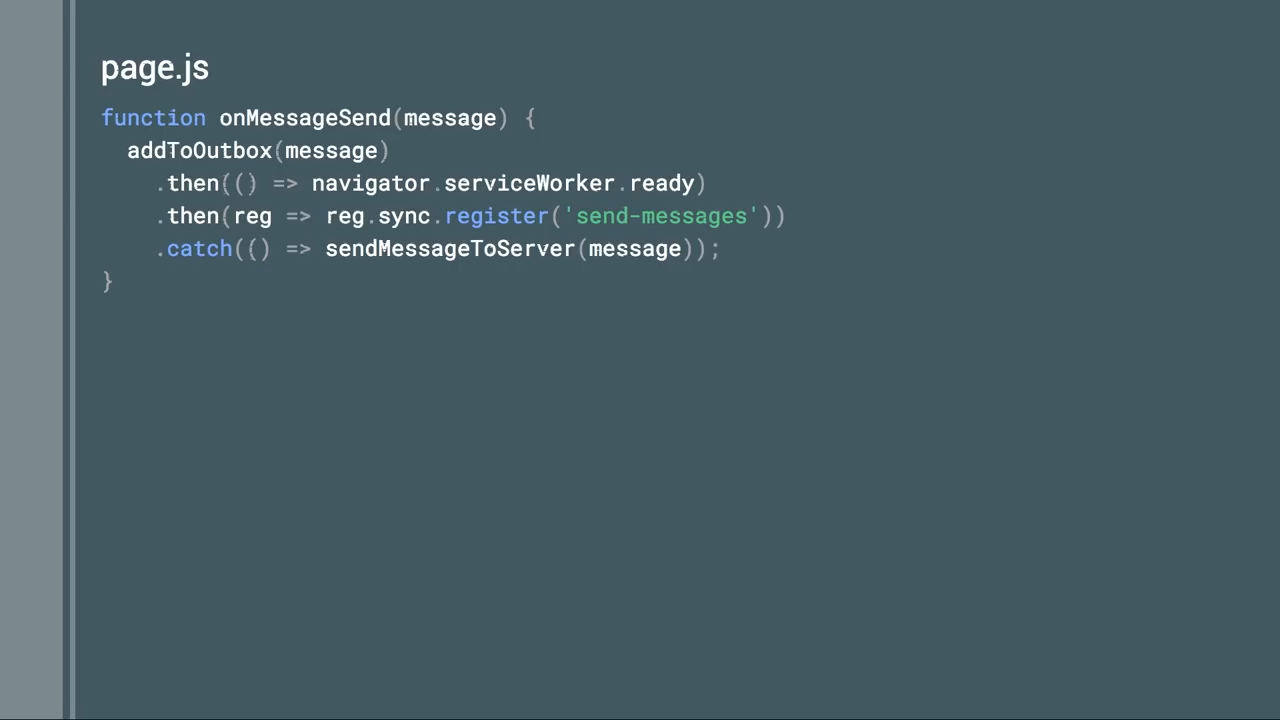 page.js
function onMessageSend(message) {
  addToOutbox(message)
    .then(() => navigator.serviceWorker.ready)
    .then(reg => reg.sync.register('send-messages'))
    .catch(() => sendMessageToServer(message));
}